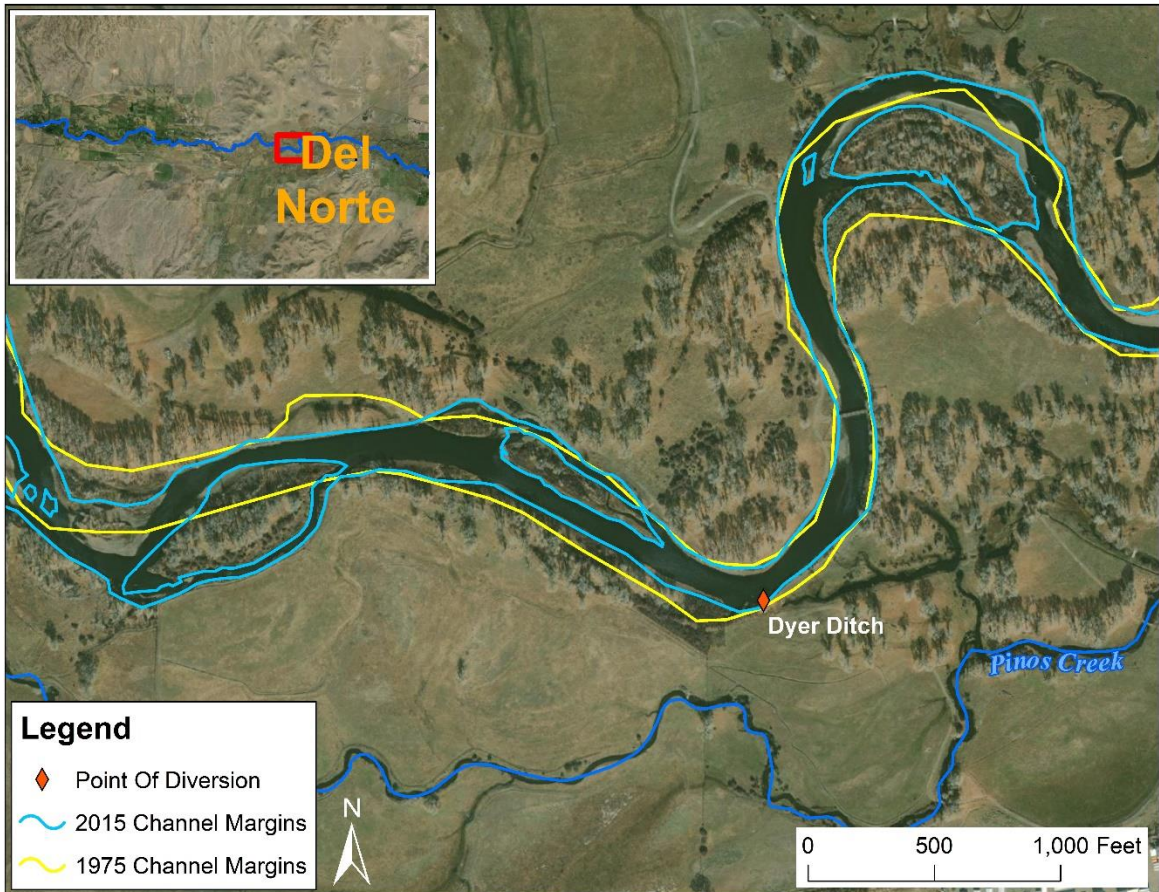 Del
Norte
Dyer Ditch
Pinos Creek
Legend
Point Of Diversion
2015 Channel Margins
1975 Channel Margins
N
0 500 1,000 Feet